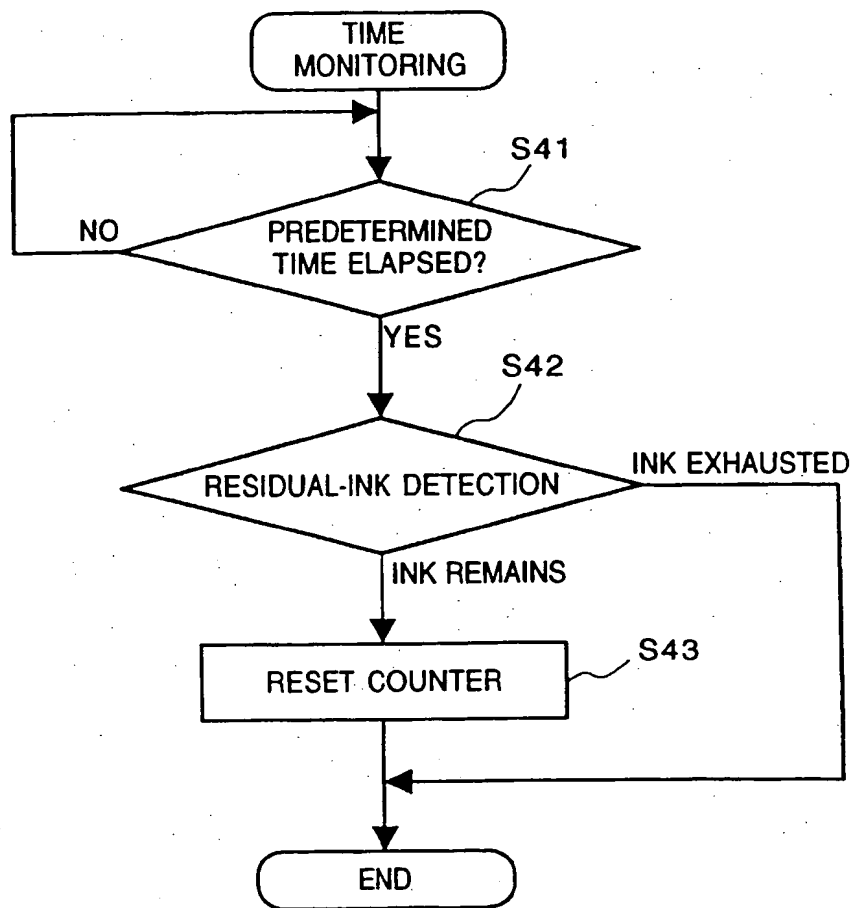 TIME
MONITORING
S41
NO
PREDETERMINED
TIME ELAPSED?
YES
S42
RESIDUAL-INK DETECTION
INK EXHAUSTED
INK REMAINS
RESET COUNTER
S43
END